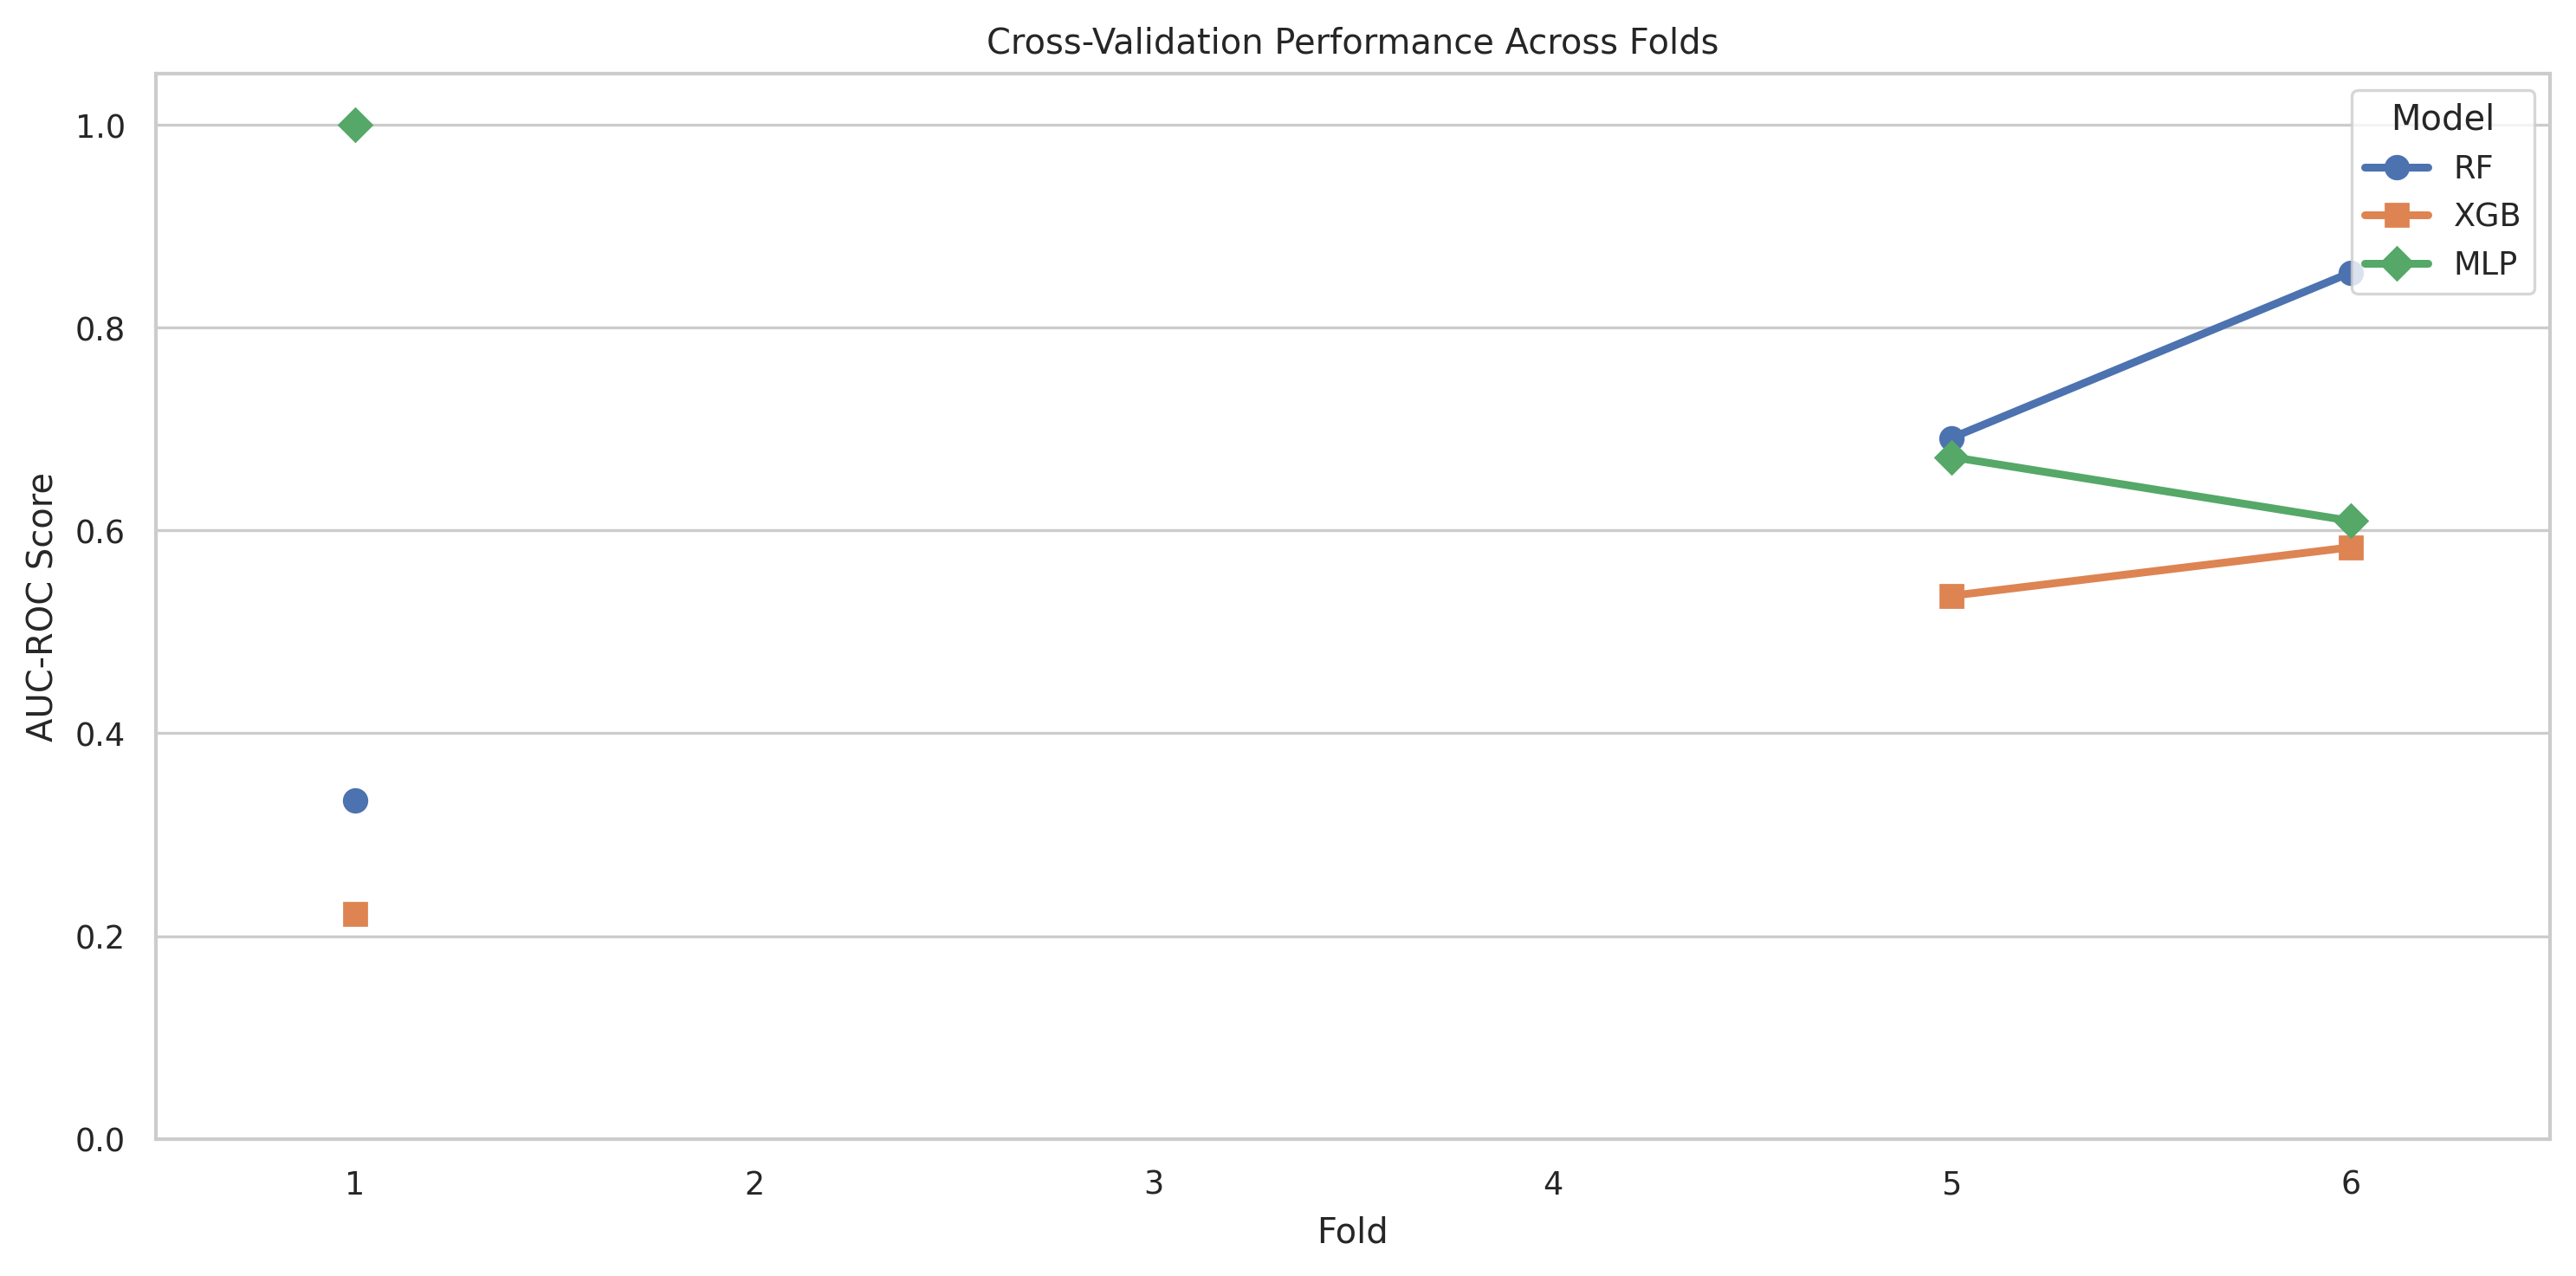 Cross-Validation Performance Across Folds
Model
RF
XGB
MLP
AUC-ROC Score
1.0
0.8
0.6
0.4
0.2
0.0
1 2 3 4 5 6
Fold